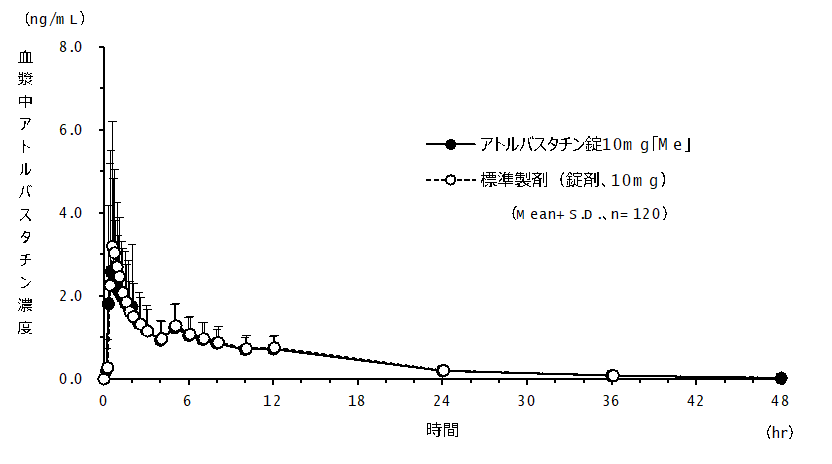 (ng/mL)
血漿中アトルバスタチン濃度
8.0
6.0
4.0
2.0
0.0
アトルバスタチン錠10mg「Me」
標準製剤（錠剤、10mg）
(Mean+S.D.、n=120)
0 6 12 18 24 30 36 42 48
時間
(hr)